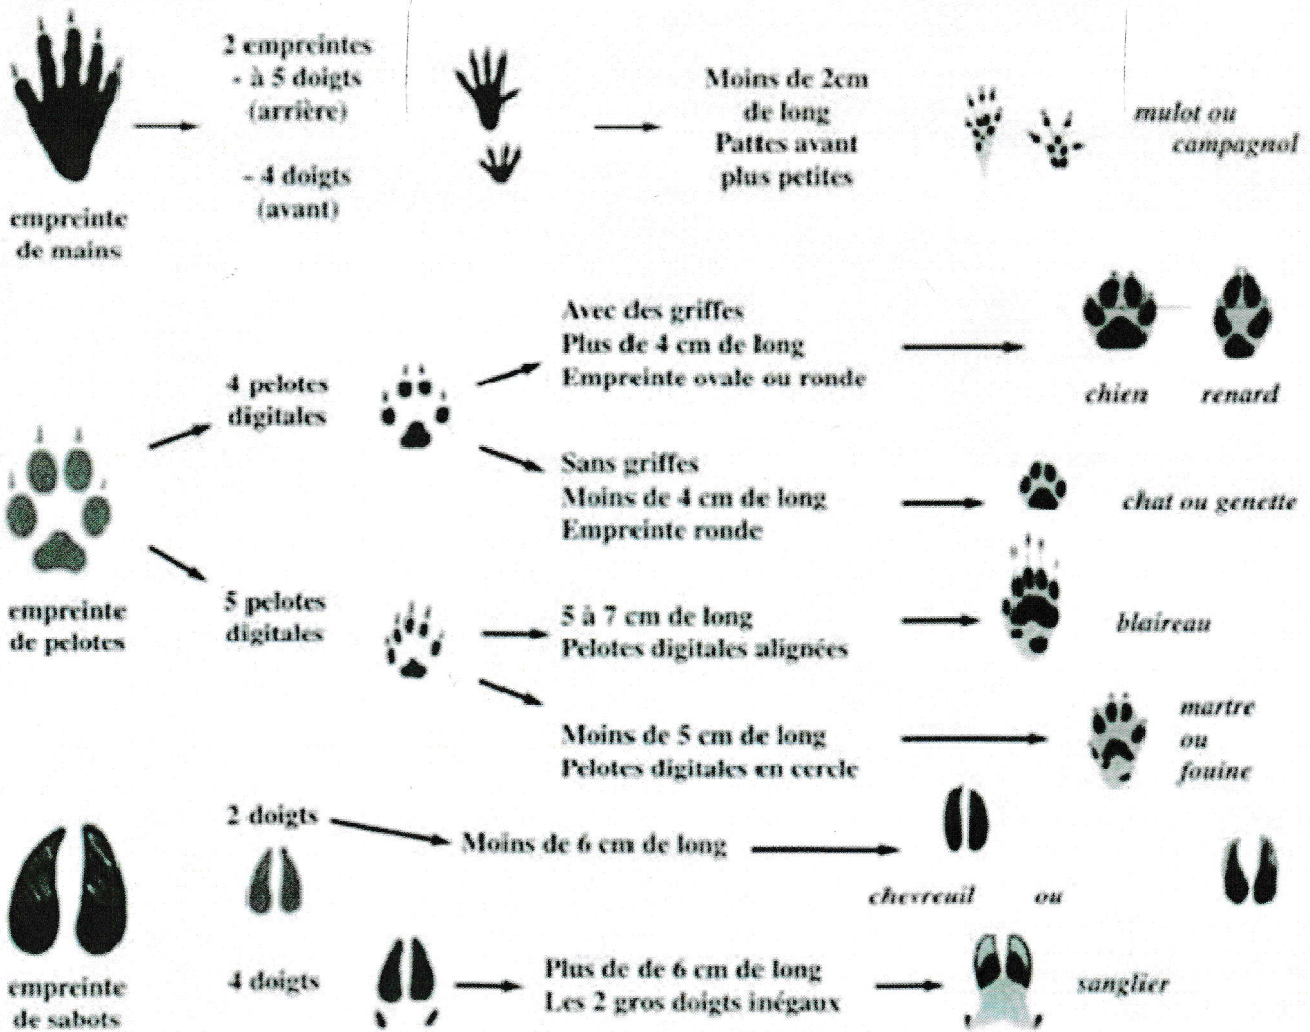 2 empreintes
- à 5 doigts
(arrière)
- 4 doigts
(avant)
Moins de 2cm
de long
Pattes avant
plus petites
mulot ou
campagnol
empreinte
de mains
Avec des griffes
Plus de 4 cm de long
Empreinte ovale ou ronde
chien renard
4 pelotes
digitales
Sans griffes
Moins de 4 cm de long
Empreinte ronde
chat ou genette
empreinte
de pelotes
5 pelotes
digitales
5 à 7 cm de long
Pelotes digitales alignées
blaireau
Moins de 5 cm de long
Pelotes digitales en cercle
martre
ou
fouine
2 doigts
Moins de 6 cm de long
chevreuil ou
empreinte
de sabots
4 doigts
Plus de de 6 cm de long
Les 2 gros doigts inégaux
sanglier